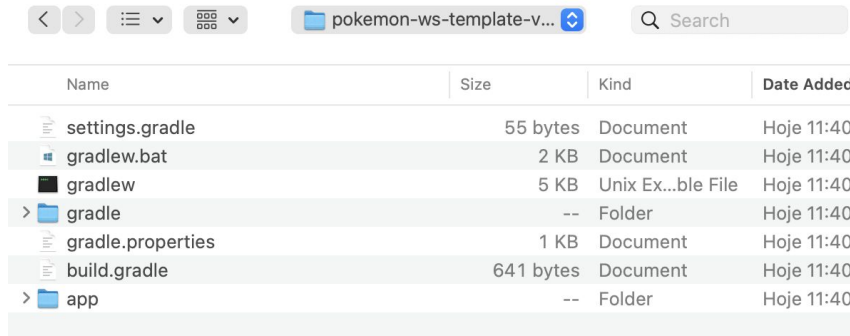 pokemon-ws-template-v... Search
Name Size Kind Date Added
settings.gradle 55 bytes Document Hoje 11:40
gradlew.bat 2 KB Document Hoje 11:40
gradlew 5 KB Unix Ex...ble File Hoje 11:40
gradle -- Folder Hoje 11:40
gradle.properties 1 KB Document Hoje 11:40
build.gradle 641 bytes Document Hoje 11:40
app -- Folder Hoje 11:40